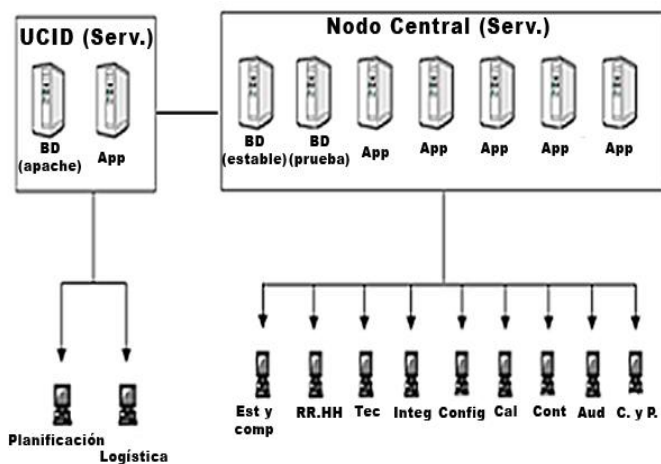 UCID (Serv.)
BD
(apache)
App
Nodo Central (Serv.)
BD
(estable)
BD
(prueba)
App
App
App
App
App
Planificación
Logística
Est y
comp
RR.HH
Tec
Integ
Config
Cal
Cont
Aud
C. y P.